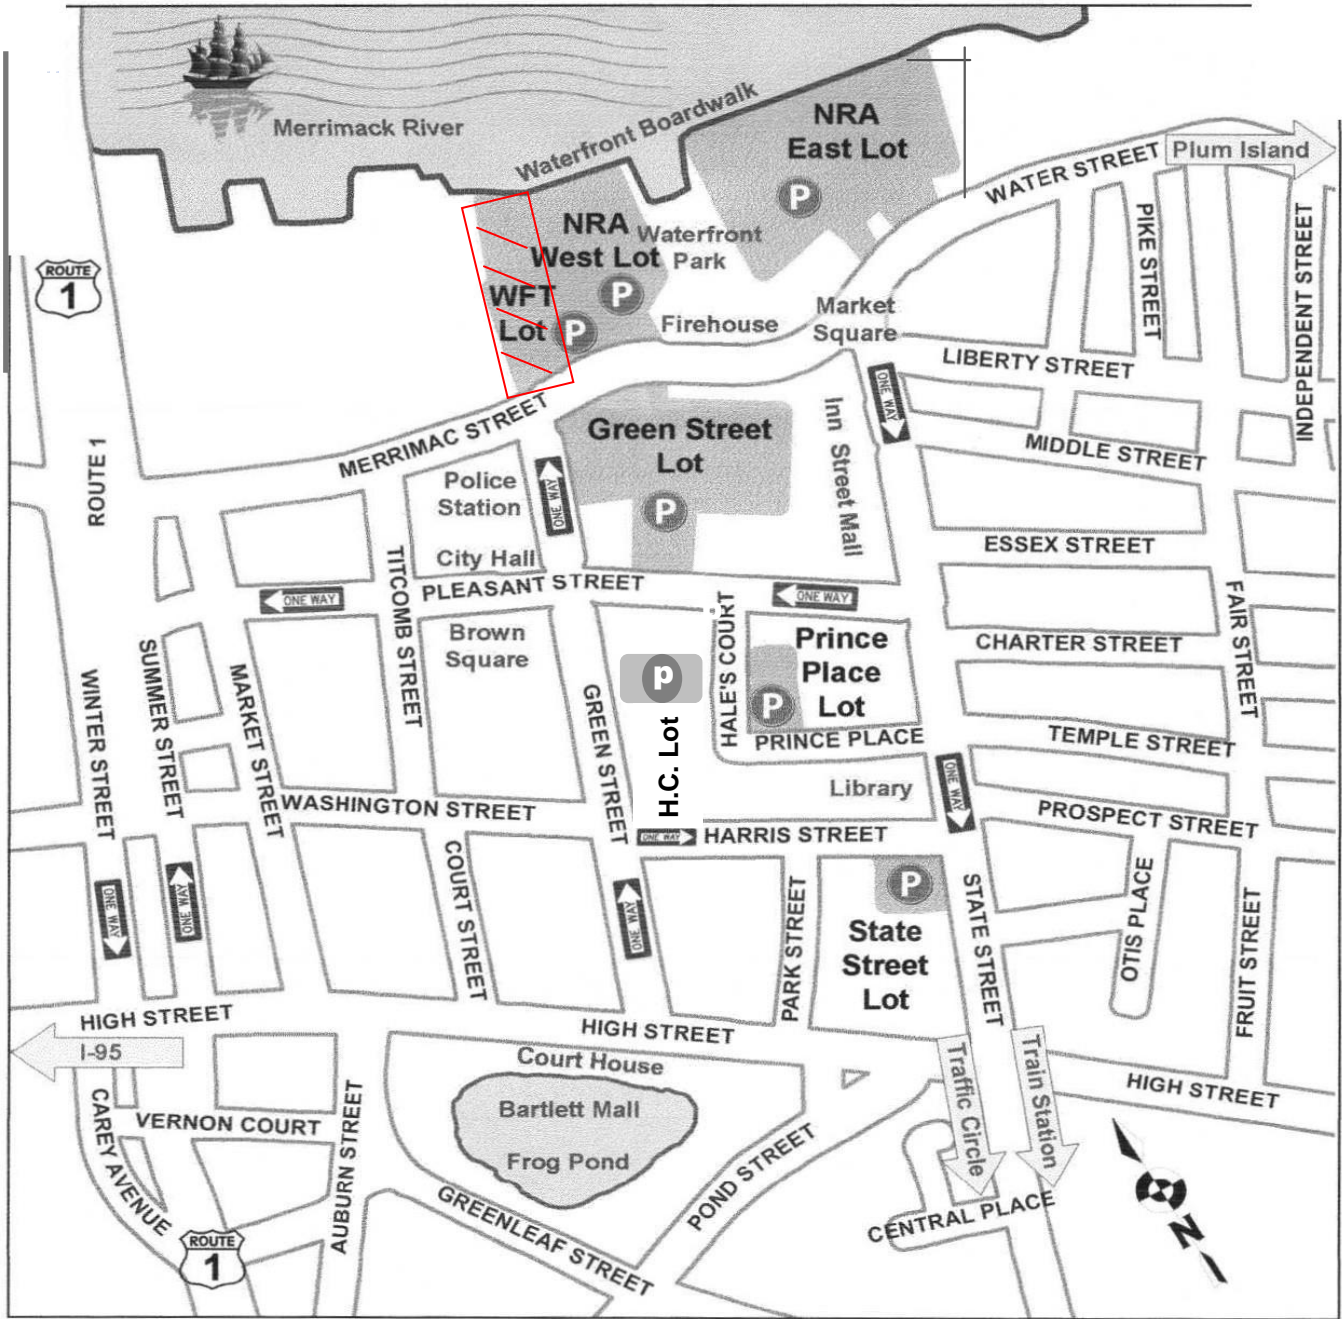 Merrimack River
Waterfront Boardwalk
NRA
East Lot
P
WATER STREET
Plum Island
NRA
West Lot
P
Waterfront
Park
WFT
Lot
P
Firehouse
Market
Square
PIKE STREET
INDEPENDENT STREET
ROUTE
1
ROUTE 1
MERRIMAC STREET
LIBERTY STREET
ONE WAY
MIDDLE STREET
Green Street
Lot
P
Inn Street Mall
Police
Station
City Hall
ONE WAY
ESSEX STREET
ONE WAY
PLEASANT STREET
ONE WAY
TITCOMB STREET
Brown
Square
HALE'S COURT
Prince
Place
Lot
P
CHARTER STREET
FAIR STREET
P
H.C. Lot
PRINCE PLACE
TEMPLE STREET
WINTER STREET
SUMMER STREET
MARKET STREET
GREEN STREET
Library
ONE WAY
WASHINGTON STREET
ONE WAY
HARRIS STREET
PROSPECT STREET
COURT STREET
ONE WAY
ONE WAY
ONE WAY
PARK STREET
P
State
Street
Lot
STATE STREET
OTIS PLACE
FRUIT STREET
HIGH STREET
HIGH STREET
HIGH STREET
I-95
Court House
Bartlett Mall
Frog Pond
Traffic Circle
Train Station
CAREY AVENUE
VERNON COURT
AUBURN STREET
GREENLEAF STREET
POND STREET
CENTRAL PLACE
ROUTE
1
N